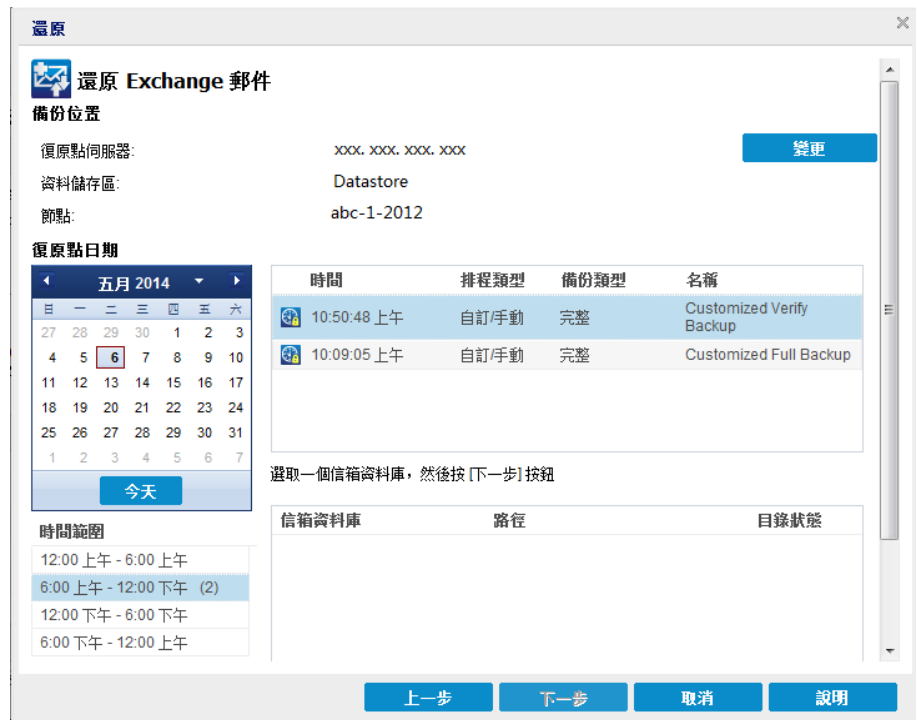 還原
還原 Exchange 郵件
備份位置
復原點伺服器: xxx. xxx. xxx. xxx 變更
資料儲存區: Datastore
節點: abc-1-2012
復原點日期
五月 2014
日 一 二 三 四 五 六
27 28 29 30 1 2 3
4 5 6 7 8 9 10
11 12 13 14 15 16 17
18 19 20 21 22 23 24
25 26 27 28 29 30 31
1 2 3 4 5 6 7
今天
時間範圍
12:00 上午 - 6:00 上午
6:00 上午 - 12:00 下午 (2)
12:00 下午 - 6:00 下午
6:00 下午 - 12:00 上午
時間 排程類型 備份類型 名稱
10:50:48 上午 自訂/手動 完整 Customized Verify
Backup
10:09:05 上午 自訂/手動 完整 Customized Full Backup
選取一個信箱資料庫，然後按 [下一步] 按鈕
信箱資料庫 路徑 目錄狀態
上一步 下一步 取消 說明